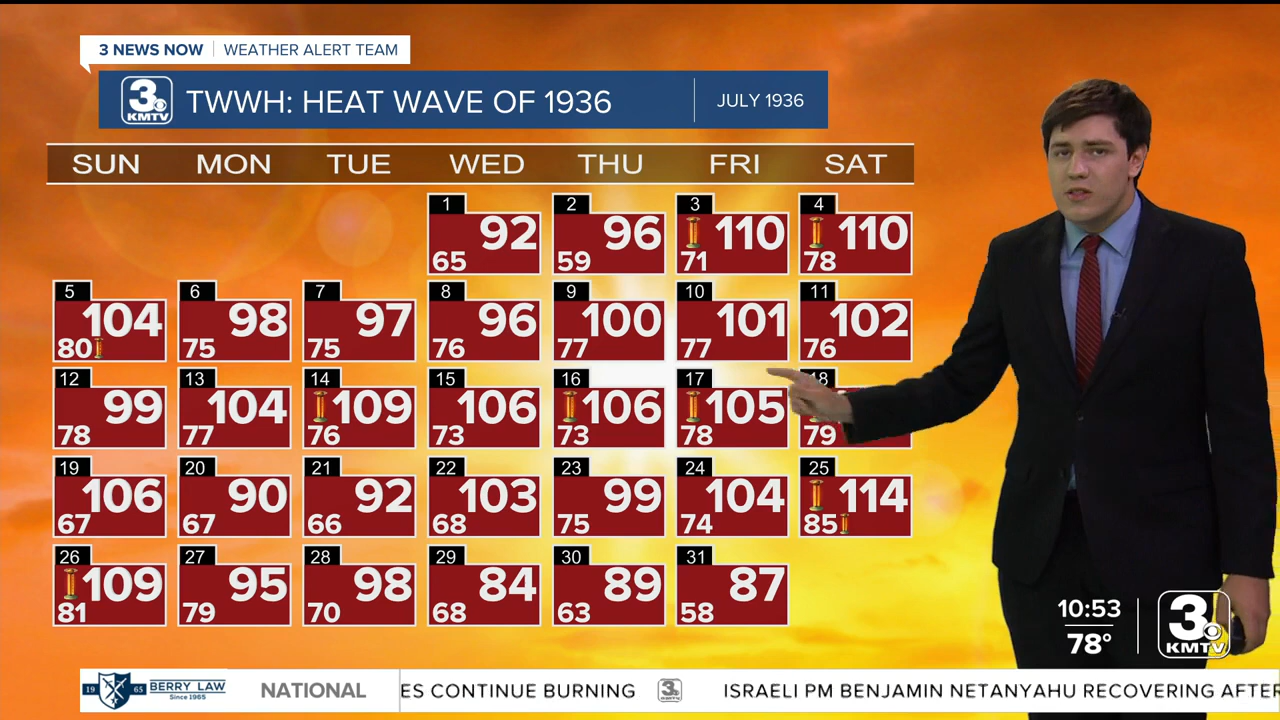 3 NEWS NOW WEATHER ALERT TEAM
3 KMTV TWWH: HEAT WAVE OF 1936 JULY 1936
SUN MON TUE WED THU FRI SAT
1 2 3 4
92 96 110 110
65 59 71 78
5 6 7 8 9 10 11
104 98 97 96 100 101 102
80 75 75 76 77 77 76
12 13 14 15 16 17 18
99 104 109 106 106 105
78 77 76 73 73 78 79
19 20 21 22 23 24 25
106 90 92 103 99 104 114
67 67 66 68 75 74 85
26 27 28 29 30 31
109 95 98 84 89 87
81 79 70 68 63 58
10:53
78°
3 KMTV
19 65 BERRY LAW Since 1965 NATIONAL ES CONTINUE BURNING 3 KMTV ISRAELI PM BENJAMIN NETANYAHU RECOVERING AFTER